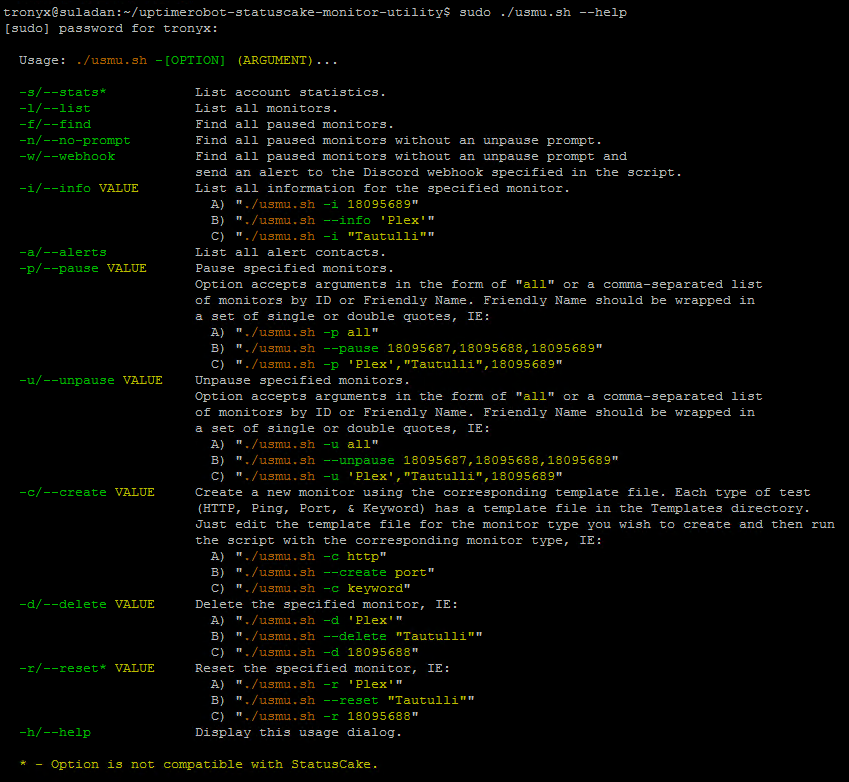 tronyx@suladan:~/uptimerobot-statuscake-monitor-utility$ sudo ./usmu.sh --help
[sudo] password for tronyx:
Usage: ./usmu.sh -[OPTION] (ARGUMENT)...
-s/--stats* List account statistics.
-l/--list List all monitors.
-f/--find Find all paused monitors.
-n/--no-prompt Find all paused monitors without an unpause prompt.
-w/--webhook Find all paused monitors without an unpause prompt and
send an alert to the Discord webhook specified in the script.
-i/--info VALUE List all information for the specified monitor.
A) "./usmu.sh -i 18095689"
B) "./usmu.sh --info 'Plex'"
C) "./usmu.sh -i "Tautulli""
-a/--alerts List all alert contacts.
-p/--pause VALUE Pause specified monitors.
Option accepts arguments in the form of "all" or a comma-separated list
of monitors by ID or Friendly Name. Friendly Name should be wrapped in
a set of single or double quotes, IE:
A) "./usmu.sh -p all"
B) "./usmu.sh --pause 18095687,18095688,18095689"
C) "./usmu.sh -p 'Plex',"Tautulli",18095689"
-u/--unpause VALUE Unpause specified monitors.
Option accepts arguments in the form of "all" or a comma-separated list
of monitors by ID or Friendly Name. Friendly Name should be wrapped in
a set of single or double quotes, IE:
A) "./usmu.sh -u all"
B) "./usmu.sh --unpause 18095687,18095688,18095689"
C) "./usmu.sh -u 'Plex',"Tautulli",18095689"
-c/--create VALUE Create a new monitor using the corresponding template file. Each type of test
(HTTP, Ping, Port, & Keyword) has a template file in the Templates directory.
Just edit the template file for the monitor type you wish to create and then run
the script with the corresponding monitor type, IE:
A) "./usmu.sh -c http"
B) "./usmu.sh --create port"
C) "./usmu.sh -c keyword"
-d/--delete VALUE Delete the specified monitor, IE:
A) "./usmu.sh -d 'Plex'"
B) "./usmu.sh --delete "Tautulli""
C) "./usmu.sh -d 18095688"
-r/--reset* VALUE Reset the specified monitor, IE:
A) "./usmu.sh -r 'Plex'"
B) "./usmu.sh --reset "Tautulli""
C) "./usmu.sh -r 18095688"
-h/--help Display this usage dialog.
* - Option is not compatible with StatusCake.